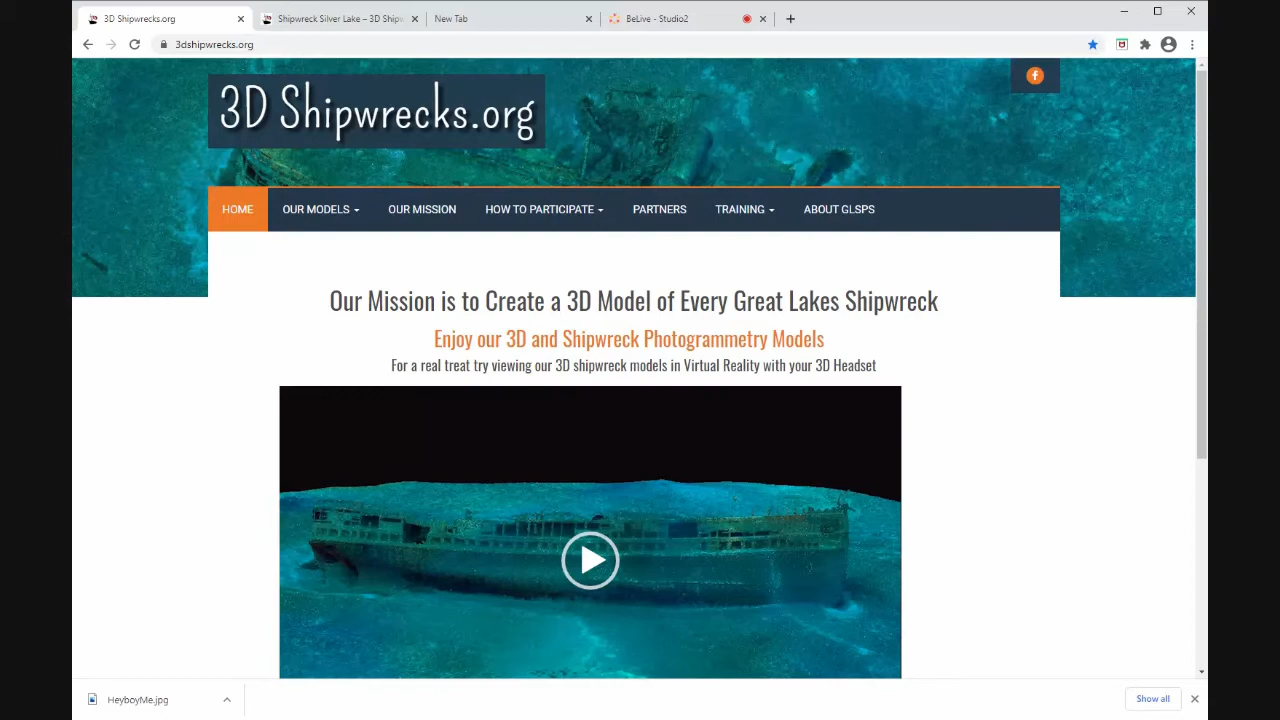 3D Shipwrecks.org
Shipwreck Silver Lake – 3D Ship
New Tab
BeLive - Studio2
3dshipwrecks.org
3D Shipwrecks.org
HOME
OUR MODELS
OUR MISSION
HOW TO PARTICIPATE
PARTNERS
TRAINING
ABOUT GLSPS
Our Mission is to Create a 3D Model of Every Great Lakes Shipwreck
Enjoy our 3D and Shipwreck Photogrammetry Models
For a real treat try viewing our 3D shipwreck models in Virtual Reality with your 3D Headset
HeyboyMe.jpg
Show all